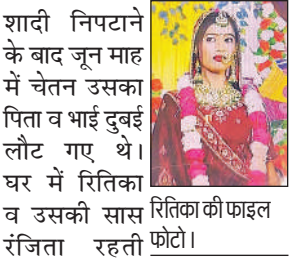 शादी निपटाने
के बाद जून माह
में चेतन उसका
पिता व भाई दुबई
लौट गए थे।
घर में रितिका
व उसकी सास
रंजिता रहती
रितिका की फाइल
फोटो।